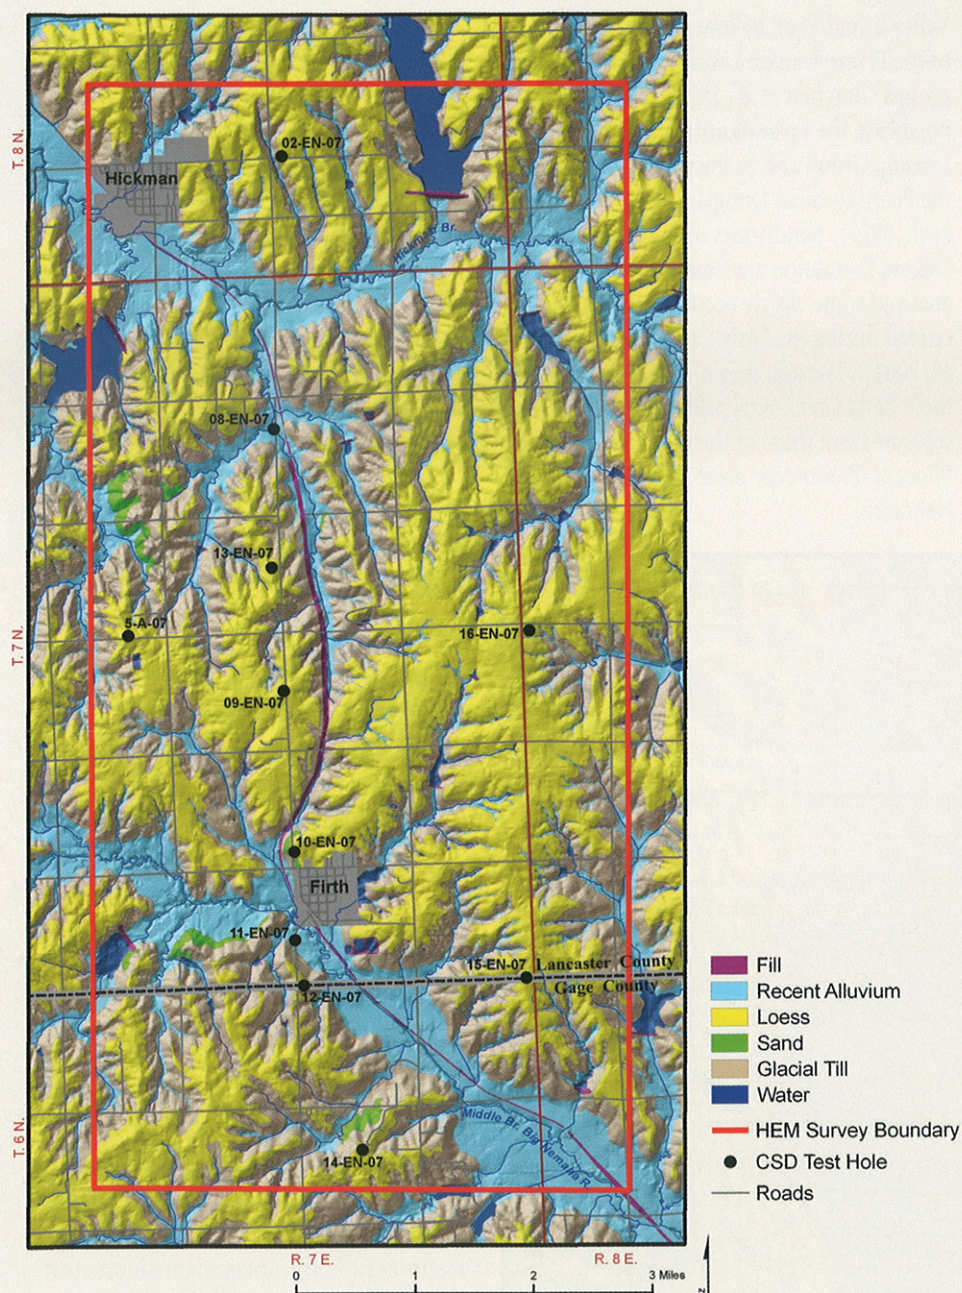 T. 8 N.
02-EN-07
Hickman
Hickman Br.
08-EN-07
13-EN-07
5-A-07
16-EN-07
T. 7 N.
09-EN-07
10-EN-07
Firth
11-EN-07
15-EN-07
Lancaster County
Gage County
12-EN-07
Middle Br. Big Nemaha R.
T. 6 N.
14-EN-07
Fill
Recent Alluvium
Loess
Sand
Glacial Till
Water
HEM Survey Boundary
CSD Test Hole
Roads
R. 7 E.
R. 8 E.
0 1 2 3 Miles